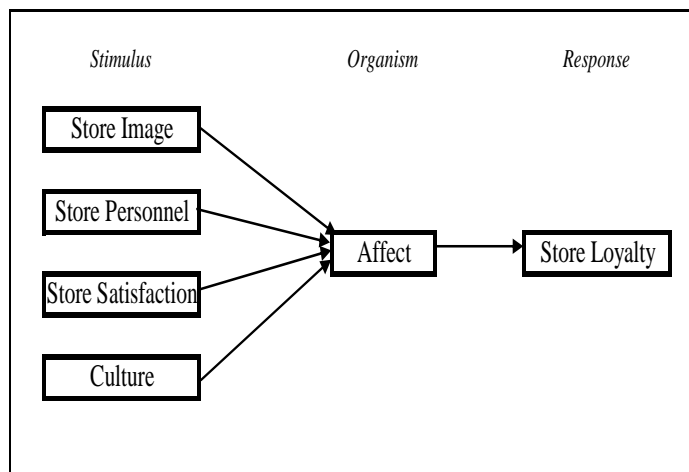 Stimulus Organism Response
Store Image
Store Personnel
Affect Store Loyalty
Store Satisfaction
Culture